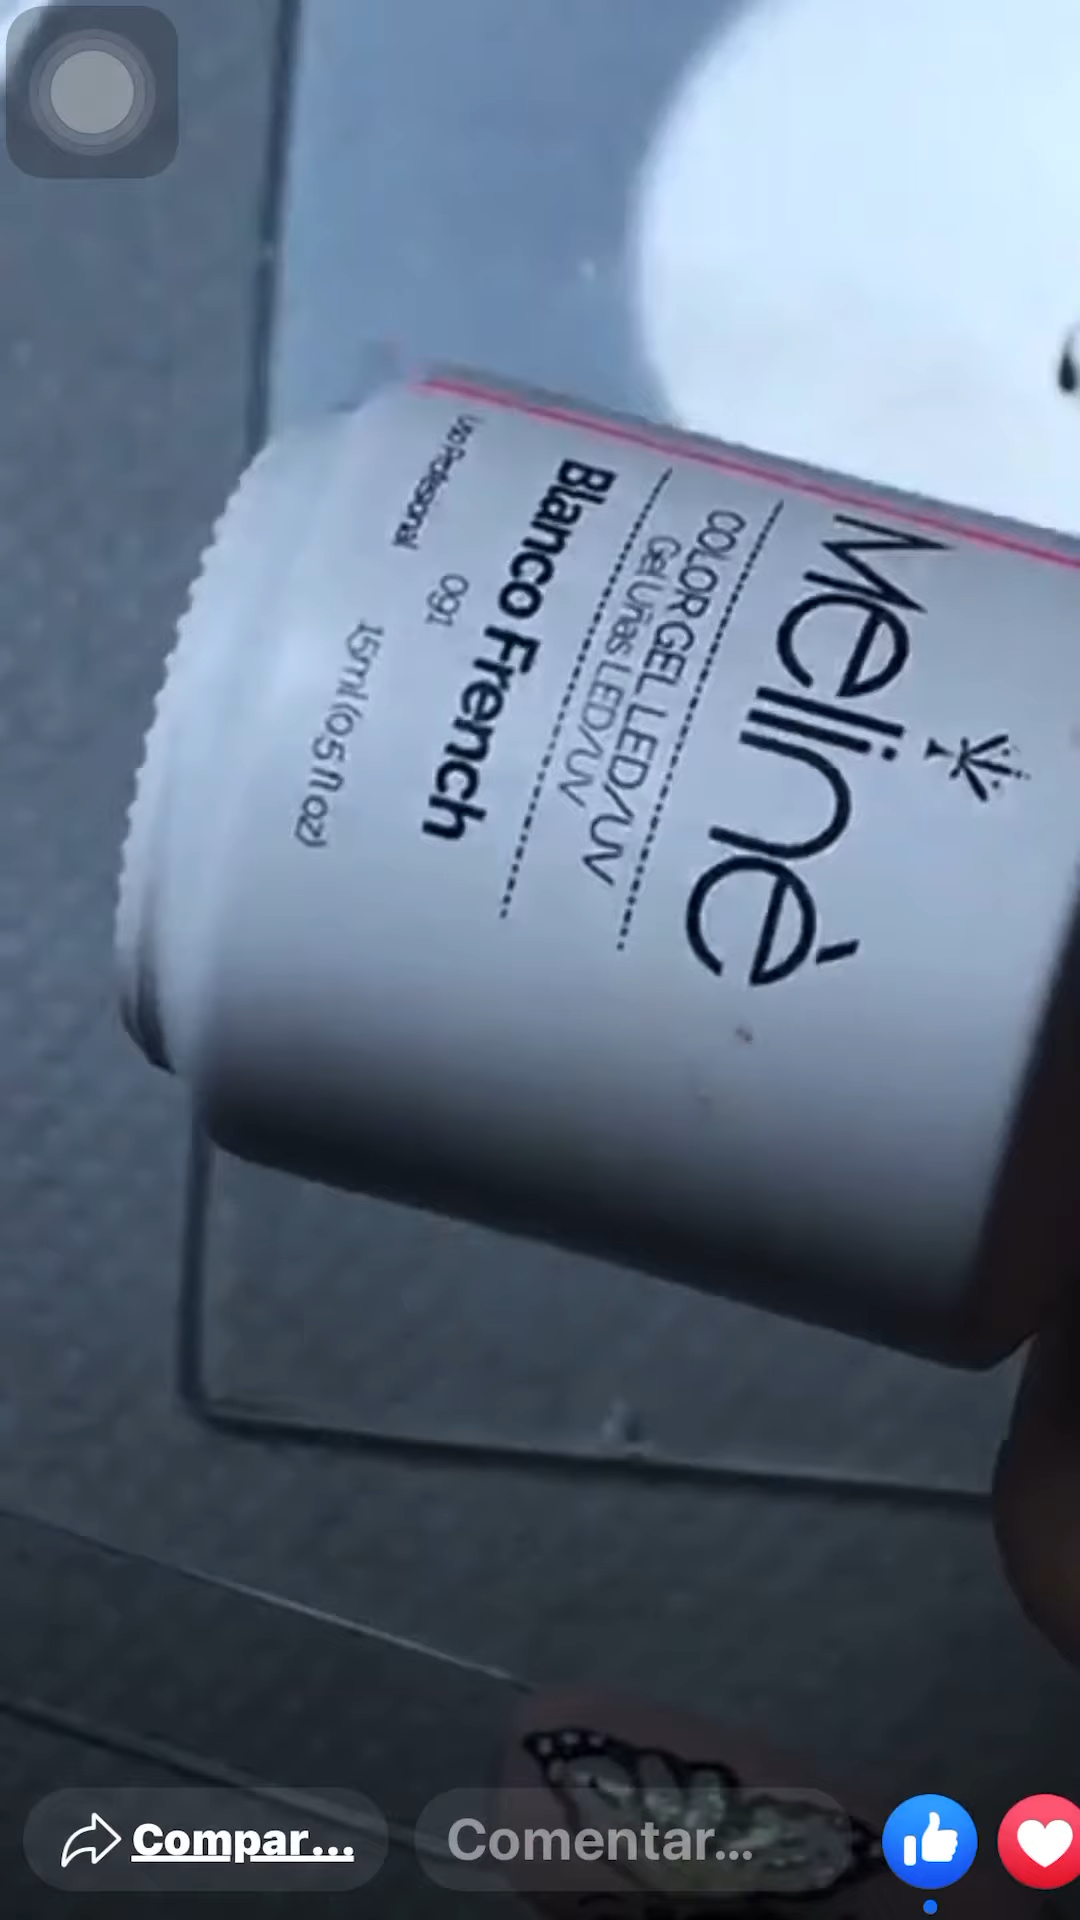 Melinè
COLOR GEL LED/UV
Gel Uñas LED/UV
Blanco French
Uso Profesional
091
15ml (0.5 fl oz)
Compar...
Comentar...